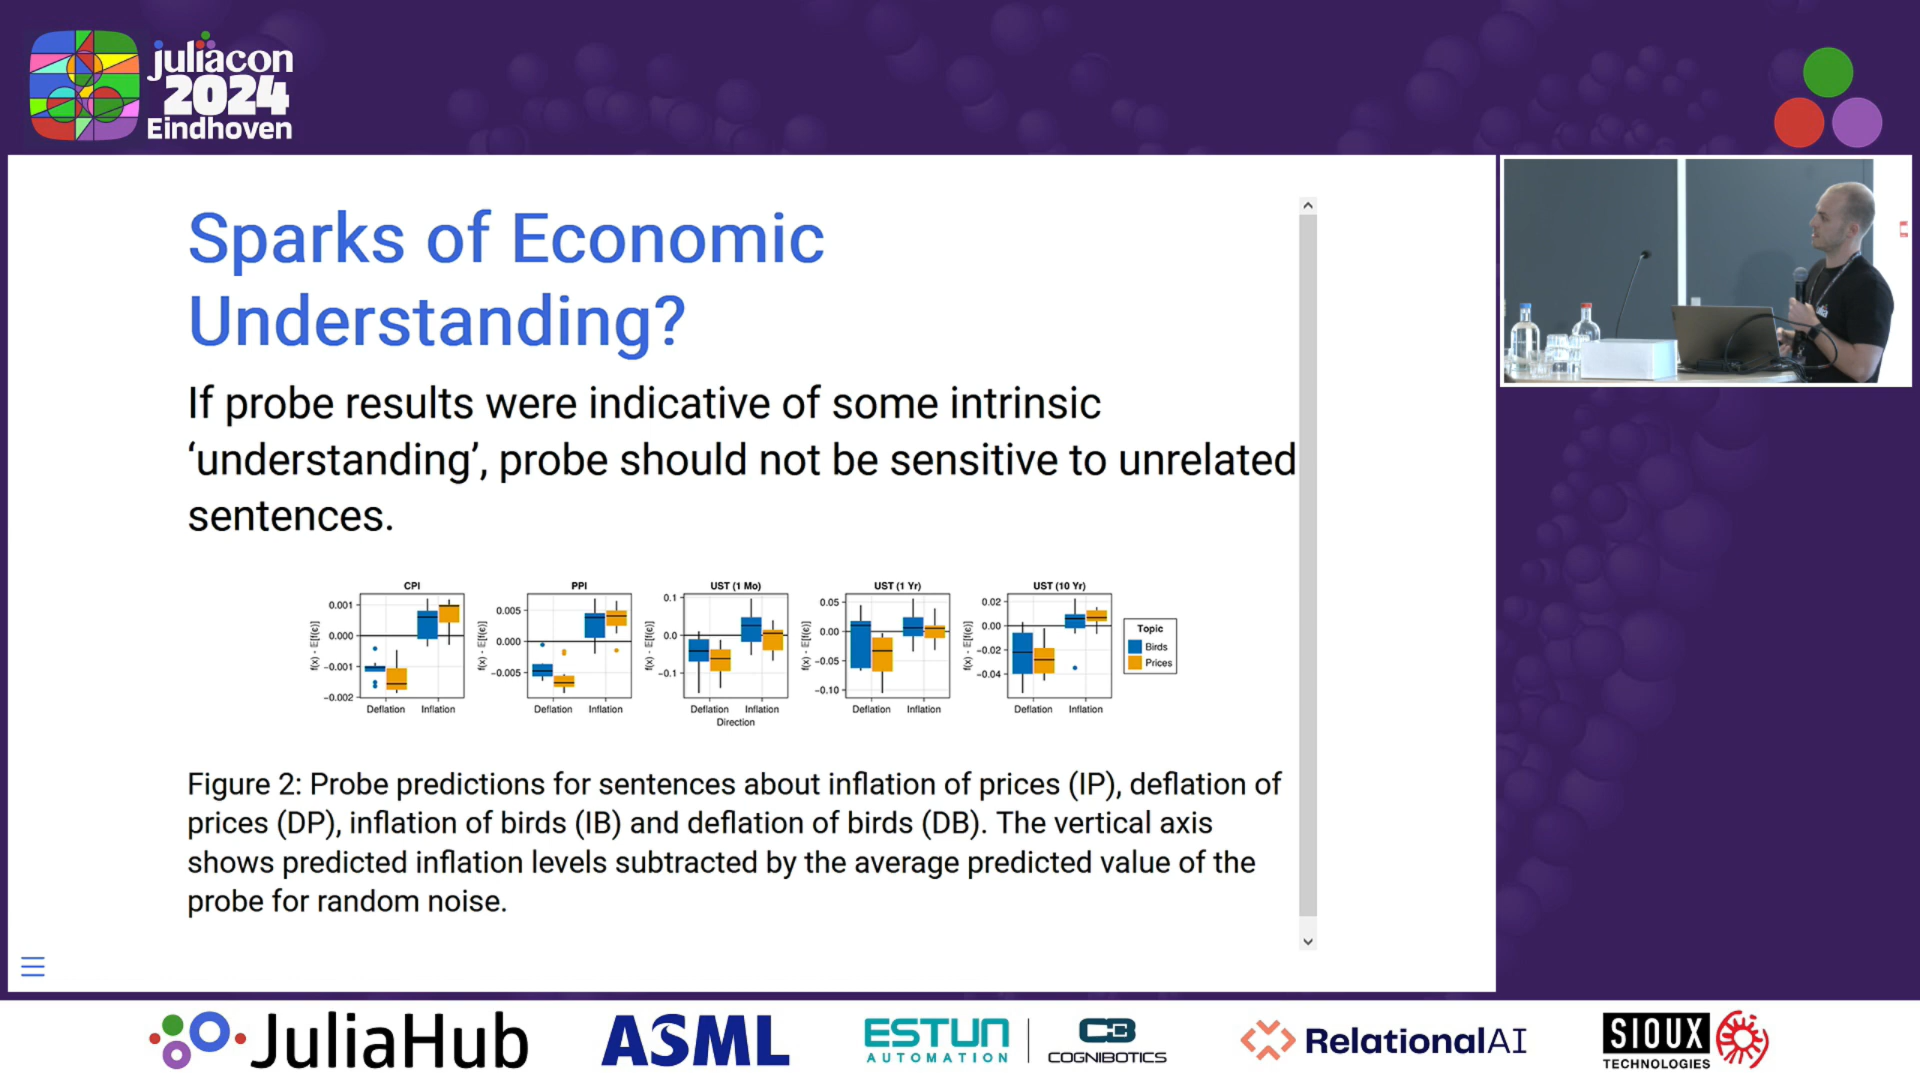 juliacon
2024
Eindhoven
Sparks of Economic
Understanding?
If probe results were indicative of some intrinsic
‘understanding’, probe should not be sensitive to unrelated
sentences.
CPI
f(x) - E[f(ϵ)]
0.001
0.000
−0.001
−0.002
Deflation Inflation
PPI
f(x) - E[f(ϵ)]
0.005
0.000
−0.005
Deflation Inflation
UST (1 Mo)
f(x) - E[f(ϵ)]
0.1
0.0
−0.1
Deflation Inflation
Direction
UST (1 Yr)
f(x) - E[f(ϵ)]
0.05
0.00
−0.05
−0.10
Deflation Inflation
UST (10 Yr)
f(x) - E[f(ϵ)]
0.02
0.00
−0.02
−0.04
Deflation Inflation
Topic
Birds
Prices
Figure 2: Probe predictions for sentences about inflation of prices (IP), deflation of
prices (DP), inflation of birds (IB) and deflation of birds (DB). The vertical axis
shows predicted inflation levels subtracted by the average predicted value of the
probe for random noise.
JuliaHub
ASML
ESTUN
AUTOMATION
COGNIBOTICS
RelationalAI
SIOUX
TECHNOLOGIES